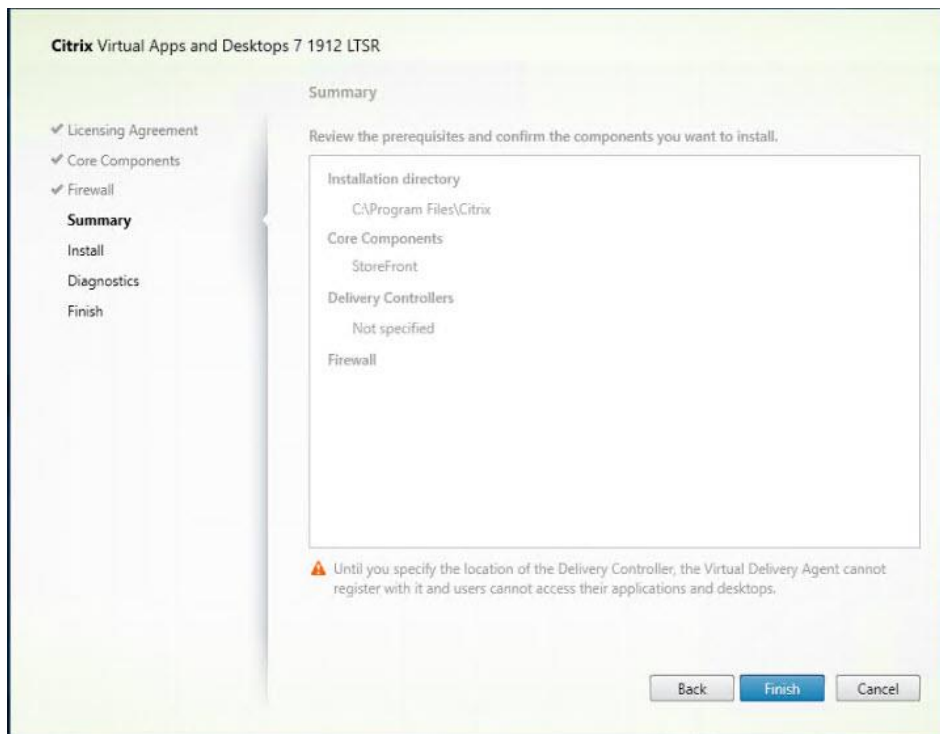 Citrix Virtual Apps and Desktops 7 1912 LTSR
Licensing Agreement
Core Components
Firewall
Summary
Install
Diagnostics
Finish
Summary
Review the prerequisites and confirm the components you want to install.
Installation directory
C:\Program Files\Citrix
Core Components
StoreFront
Delivery Controllers
Not specified
Firewall
Until you specify the location of the Delivery Controller, the Virtual Delivery Agent cannot
register with it and users cannot access their applications and desktops.
Back
Finish
Cancel